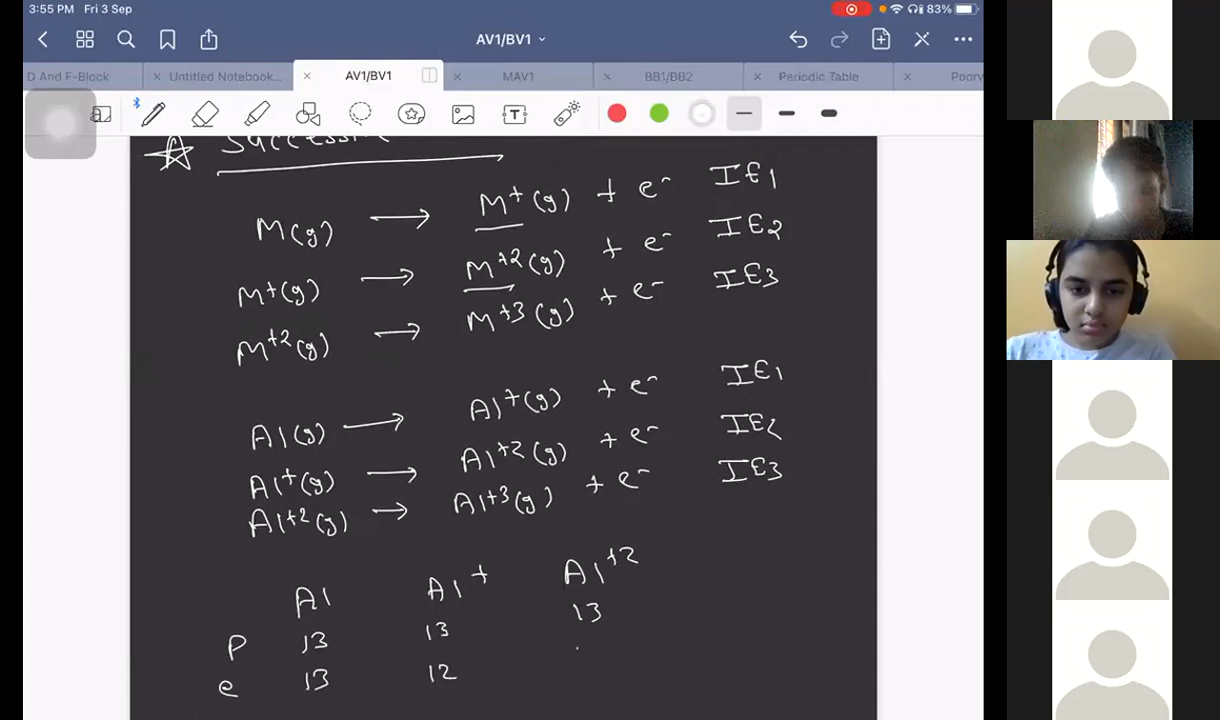 3:55 PM Fri 3 Sep
83%
AV1/BV1
D And F-Block
Untitled Notebook...
AV1/BV1
MAV1
BB1/BB2
Periodic Table
Poorv
Successive
M(g) → M+(g) + e- IE1
M+(g) → M+2(g) + e- IE2
M+2(g) → M+3(g) + e- IE3
Al(g) → Al+(g) + e- IE1
Al+(g) → Al+2(g) + e- IE2
Al+2(g) → Al+3(g) + e- IE3
Al Al+ Al+2
P 13 13 13
e 13 12